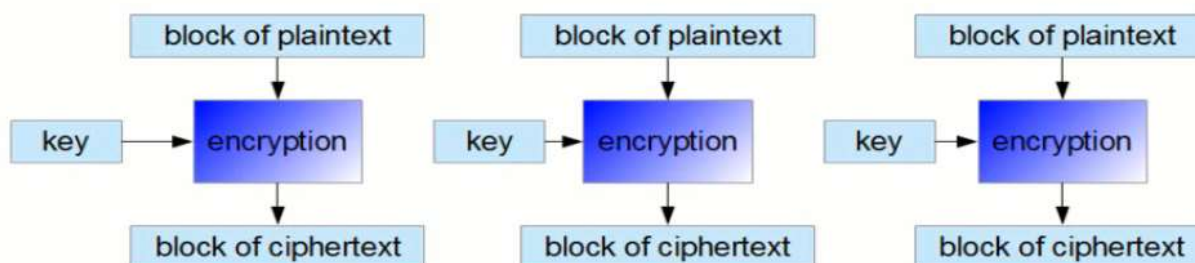 block of plaintext block of plaintext block of plaintext
key encryption key encryption key encryption
block of ciphertext block of ciphertext block of ciphertext